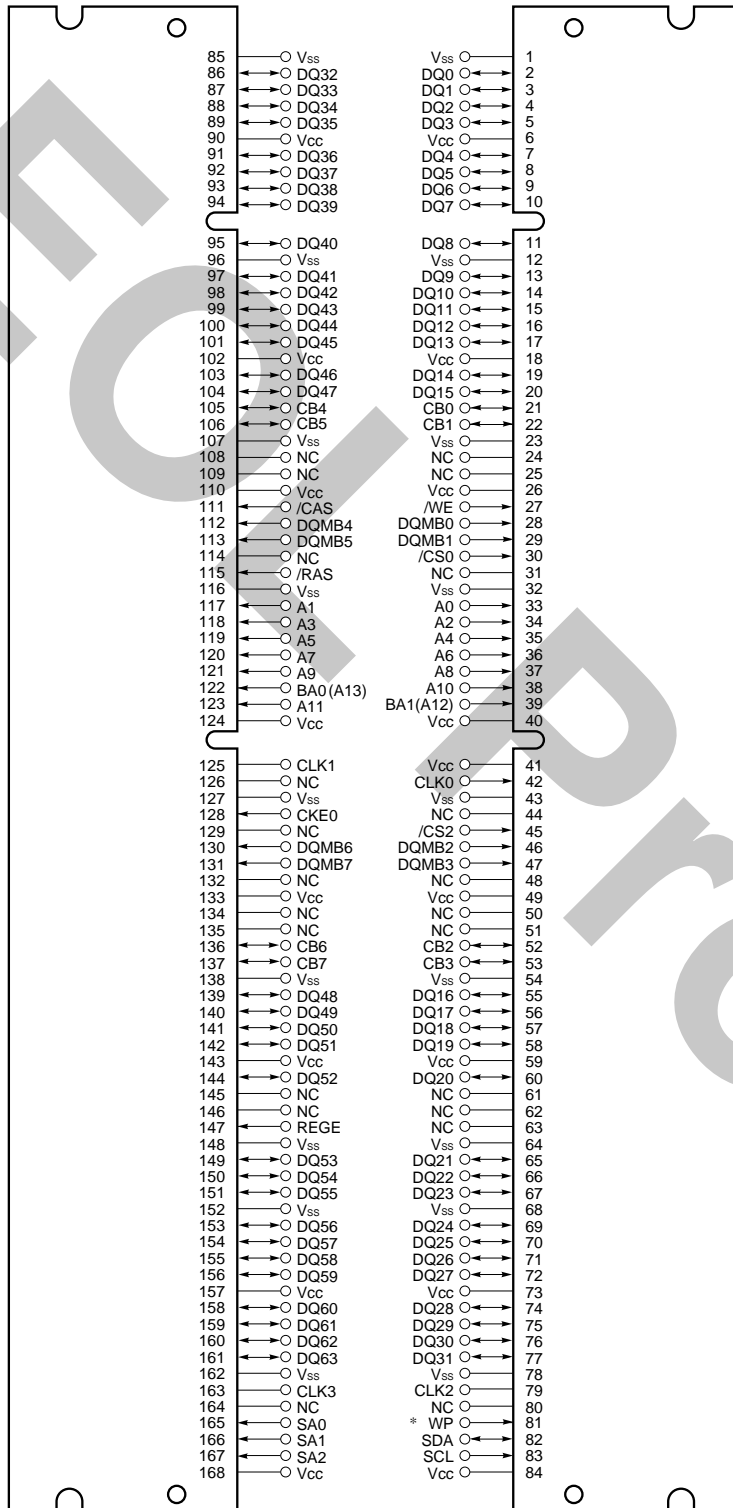 85 Vss Vss 1
86 DQ32 DQ0 2
87 DQ33 DQ1 3
88 DQ34 DQ2 4
89 DQ35 DQ3 5
90 Vcc Vcc 6
91 DQ36 DQ4 7
92 DQ37 DQ5 8
93 DQ38 DQ6 9
94 DQ39 DQ7 10
95 DQ40 DQ8 11
96 Vss Vss 12
97 DQ41 DQ9 13
98 DQ42 DQ10 14
99 DQ43 DQ11 15
100 DQ44 DQ12 16
101 DQ45 DQ13 17
102 Vcc Vcc 18
103 DQ46 DQ14 19
104 DQ47 DQ15 20
105 CB4 CB0 21
106 CB5 CB1 22
107 Vss Vss 23
108 NC NC 24
109 NC NC 25
110 Vcc Vcc 26
111 /CAS /WE 27
112 DQMB4 DQMB0 28
113 DQMB5 DQMB1 29
114 NC /CS0 30
115 /RAS NC 31
116 Vss Vss 32
117 A1 A0 33
118 A3 A2 34
119 A5 A4 35
120 A7 A6 36
121 A9 A8 37
122 BA0(A13) A10 38
123 A11 BA1(A12) 39
124 Vcc Vcc 40
125 CLK1 Vcc 41
126 NC CLK0 42
127 Vss Vss 43
128 CKE0 NC 44
129 NC /CS2 45
130 DQMB6 DQMB2 46
131 DQMB7 DQMB3 47
132 NC NC 48
133 Vcc Vcc 49
134 NC NC 50
135 NC NC 51
136 CB6 CB2 52
137 CB7 CB3 53
138 Vss Vss 54
139 DQ48 DQ16 55
140 DQ49 DQ17 56
141 DQ50 DQ18 57
142 DQ51 DQ19 58
143 Vcc Vcc 59
144 DQ52 DQ20 60
145 NC NC 61
146 NC NC 62
147 REGE NC 63
148 Vss Vss 64
149 DQ53 DQ21 65
150 DQ54 DQ22 66
151 DQ55 DQ23 67
152 Vss Vss 68
153 DQ56 DQ24 69
154 DQ57 DQ25 70
155 DQ58 DQ26 71
156 DQ59 DQ27 72
157 Vcc Vcc 73
158 DQ60 DQ28 74
159 DQ61 DQ29 75
160 DQ62 DQ30 76
161 DQ63 DQ31 77
162 Vss Vss 78
163 CLK3 CLK2 79
164 NC NC 80
165 SA0 * WP 81
166 SA1 SDA 82
167 SA2 SCL 83
168 Vcc Vcc 84
EOL